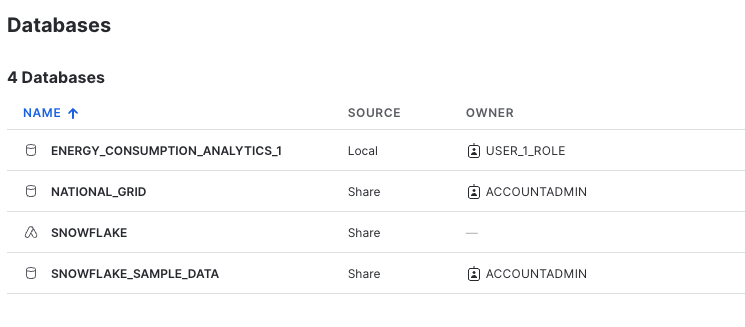 Databases
4 Databases
NAME ↑ SOURCE OWNER
ENERGY_CONSUMPTION_ANALYTICS_1 Local USER_1_ROLE
NATIONAL_GRID Share ACCOUNTADMIN
SNOWFLAKE Share —
SNOWFLAKE_SAMPLE_DATA Share ACCOUNTADMIN